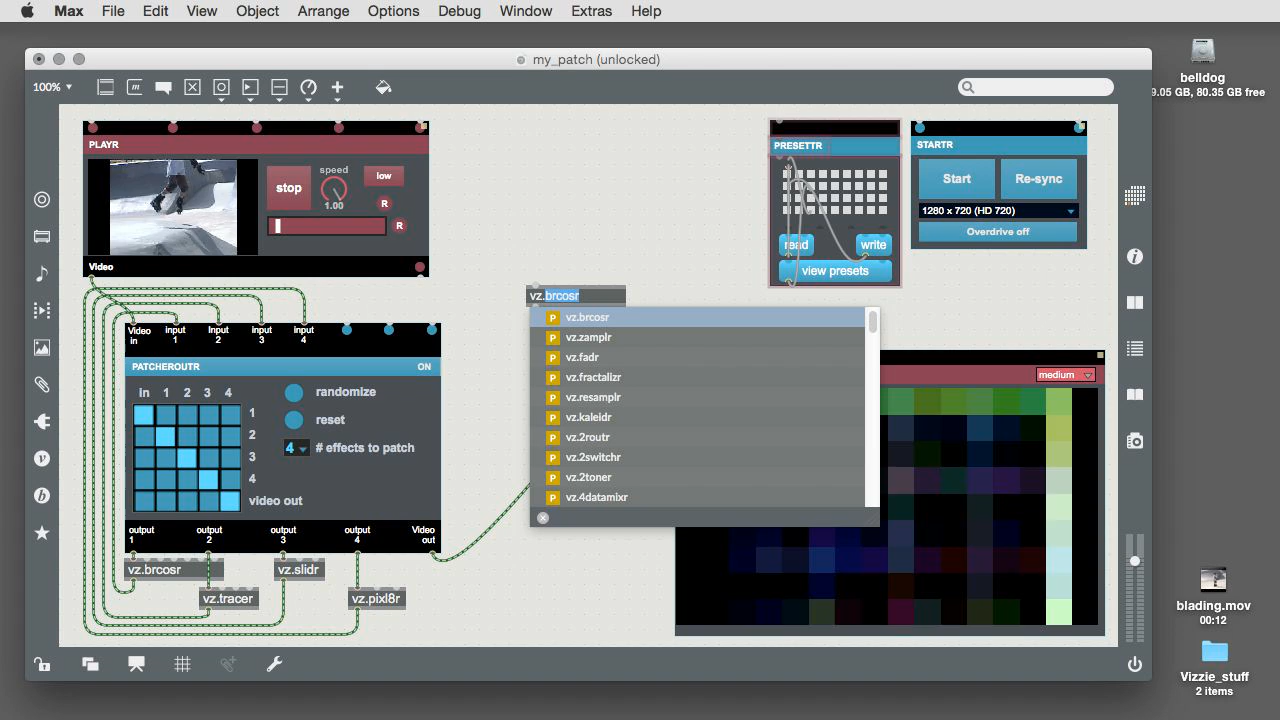 Max File Edit View Object Arrange Options Debug Window Extras Help
my_patch (unlocked)
100%
belldog
9.05 GB, 80.35 GB free
PLAYR
stop
speed
1.00
low
R
R
Video
PRESETTR
read
write
view presets
STARTR
Start
Re-sync
1280 x 720 (HD 720)
Overdrive off
Video in
Input 1
Input 2
Input 3
Input 4
PATCHEROUTR
ON
in 1 2 3 4
1
2
3
4
video out
randomize
reset
4 # effects to patch
output 1
output 2
output 3
output 4
Video out
vz.brcosr
vz.slidr
vz.tracer
vz.pixl8r
vz.brcosr
P vz.brcosr
P vz.zamplr
P vz.fadr
P vz.fractalizr
P vz.resamplr
P vz.kaleidr
P vz.2routr
P vz.2switchr
P vz.2toner
P vz.4datamixr
medium
blading.mov
00:12
Vizzie_stuff
2 items